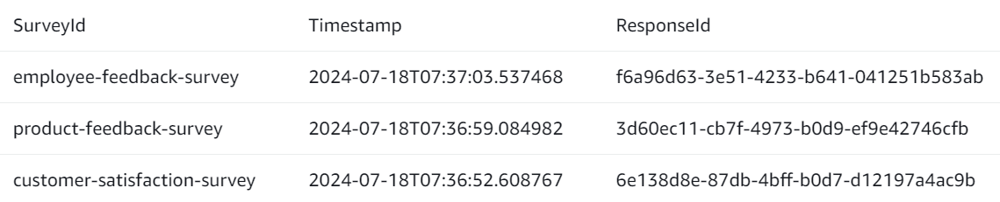 SurveyId Timestamp ResponseId
employee-feedback-survey 2024-07-18T07:37:03.537468 f6a96d63-3e51-4233-b641-041251b583ab
product-feedback-survey 2024-07-18T07:36:59.084982 3d60ec11-cb7f-4973-b0d9-ef9e42746cfb
customer-satisfaction-survey 2024-07-18T07:36:52.608767 6e138d8e-87db-4bff-b0d7-d12197a4ac9b